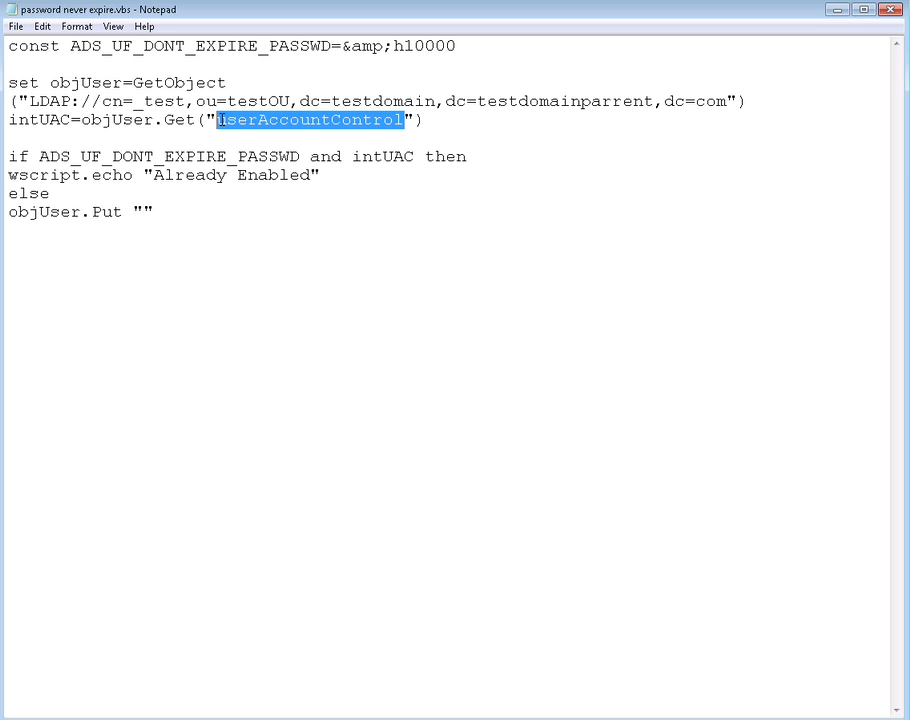 password never expire.vbs - Notepad
File Edit Format View Help
const ADS_UF_DONT_EXPIRE_PASSWD=&amp;h10000
set objUser=GetObject
("LDAP://cn=_test,ou=testOU,dc=testdomain,dc=testdomainparrent,dc=com")
intUAC=objUser.Get("userAccountControl")
if ADS_UF_DONT_EXPIRE_PASSWD and intUAC then
wscript.echo "Already Enabled"
else
objUser.Put ""